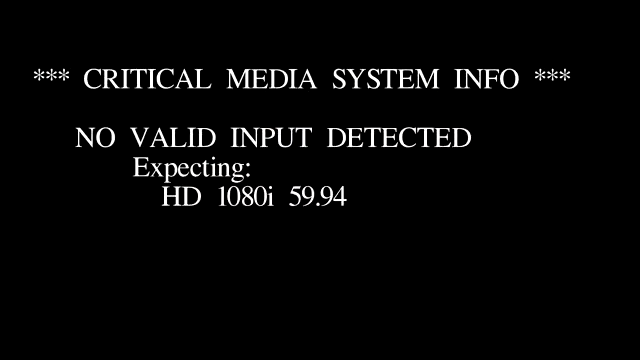 *** CRITICAL MEDIA SYSTEM INFO ***
NO VALID INPUT DETECTED
Expecting:
HD 1080i 59.94